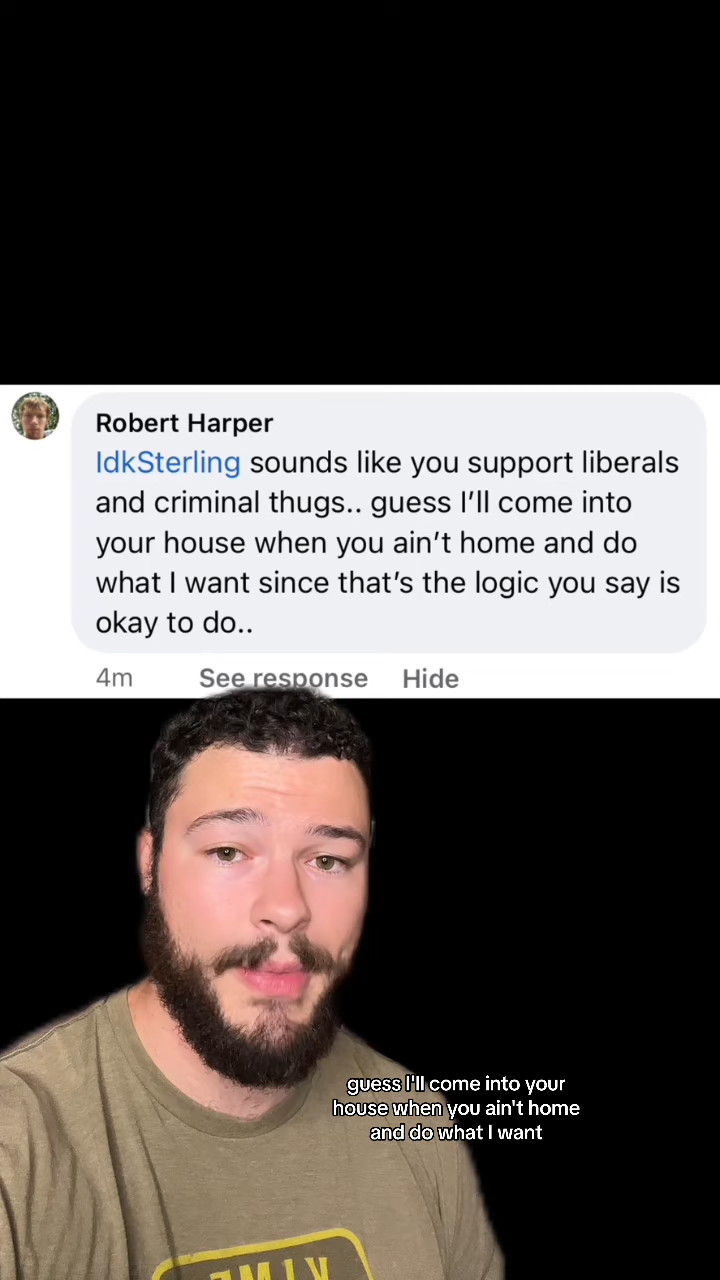 Robert Harper
IdkSterling sounds like you support liberals
and criminal thugs.. guess I’ll come into
your house when you ain’t home and do
what I want since that’s the logic you say is
okay to do..
4m See response Hide
guess I'll come into your
house when you ain't home
and do what I want